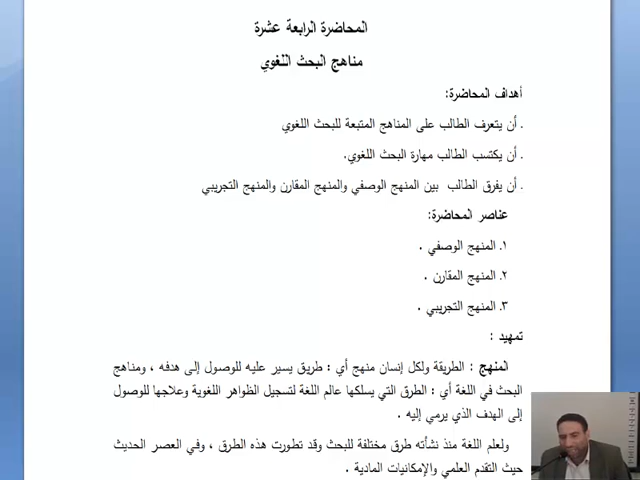 المحاضرة الرابعة عشرة
مناهج البحث اللغوي
أهداف المحاضرة:
. أن يتعرف الطالب على المناهج المتبعة للبحث اللغوي
. أن يكتسب الطالب مهارة البحث اللغوي.
. أن يفرق الطالب بين المنهج الوصفي والمنهج المقارن والمنهج التجريبي
عناصر المحاضرة:
١. المنهج الوصفي .
٢. المنهج المقارن .
٣. المنهج التجريبي .
تمهيد :
المنهج : الطريقة ولكل إنسان منهج أي : طريق يسير عليه للوصول إلى هدفه ، ومناهج
البحث في اللغة أي : الطرق التي يسلكها عالم اللغة لتسجيل الظواهر اللغوية وعلاجها للوصول
إلى الهدف الذي يرمي إليه .
ولعلم اللغة منذ نشأته طرق مختلفة للبحث وقد تطورت هذه الطرق ، وفي العصر الحديث
حيث التقدم العلمي والإمكانيات المادية .